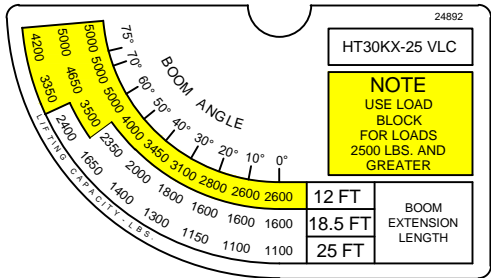 24892
HT30KX-25 VLC
NOTE
USE LOAD
BLOCK
FOR LOADS
2500 LBS. AND
GREATER
BOOM ANGLE
75° 70° 60° 50° 40° 30° 20° 10° 0°
5000 5000 5000 4000 3450 3100 2800 2600 2600 12 FT
5000 4650 3500 2350 2000 1800 1600 1600 1600 18.5 FT
4200 3350 2400 1650 1400 1300 1150 1100 1100 25 FT
LIFTING CAPACITY - LBS.
BOOM
EXTENSION
LENGTH